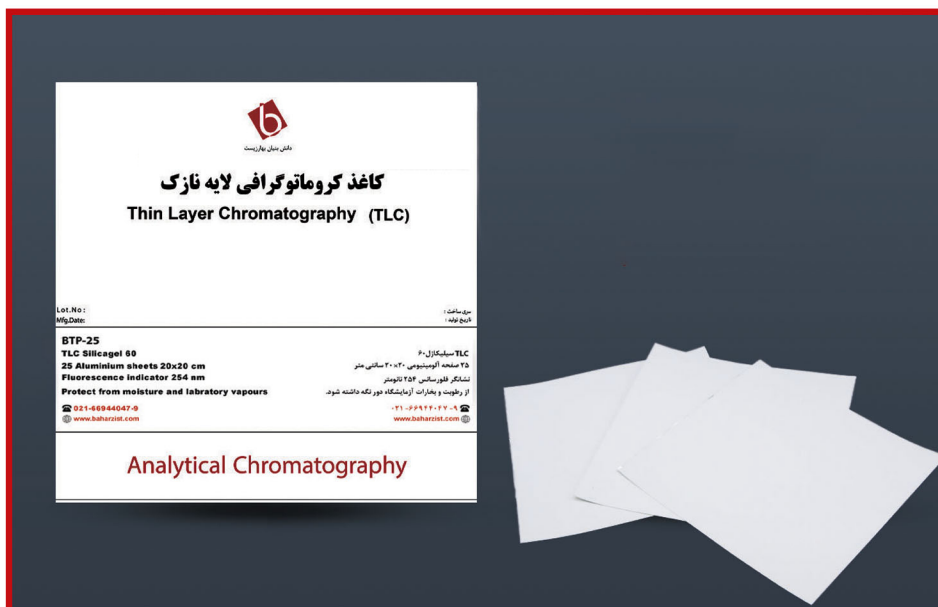 b
دانش بنیان بهارزیست
کاغذ کروماتوگرافی لایه نازک
Thin Layer Chromatography (TLC)
Lot.No :
سری ساخت :
Mfg.Date:
تاریخ تولید :
BTP-25
TLC Silicagel 60
TLC سیلیکاژل۶۰
25 Aluminium sheets 20x20 cm
۲۵ صفحه آلومینیومی ۲۰×۲۰ سانتی متر
Fluorescence indicator 254 nm
نشانگر فلورسانس ۲۵۴ نانومتر
Protect from moisture and labratory vapours
از رطوبت و بخارات آزمایشگاه دور نگه داشته شود.
021-66944047-9
۰۲۱-۶۶۹۴۴۰۴۷-۹
www.baharzist.com
www.baharzist.com
Analytical Chromatography